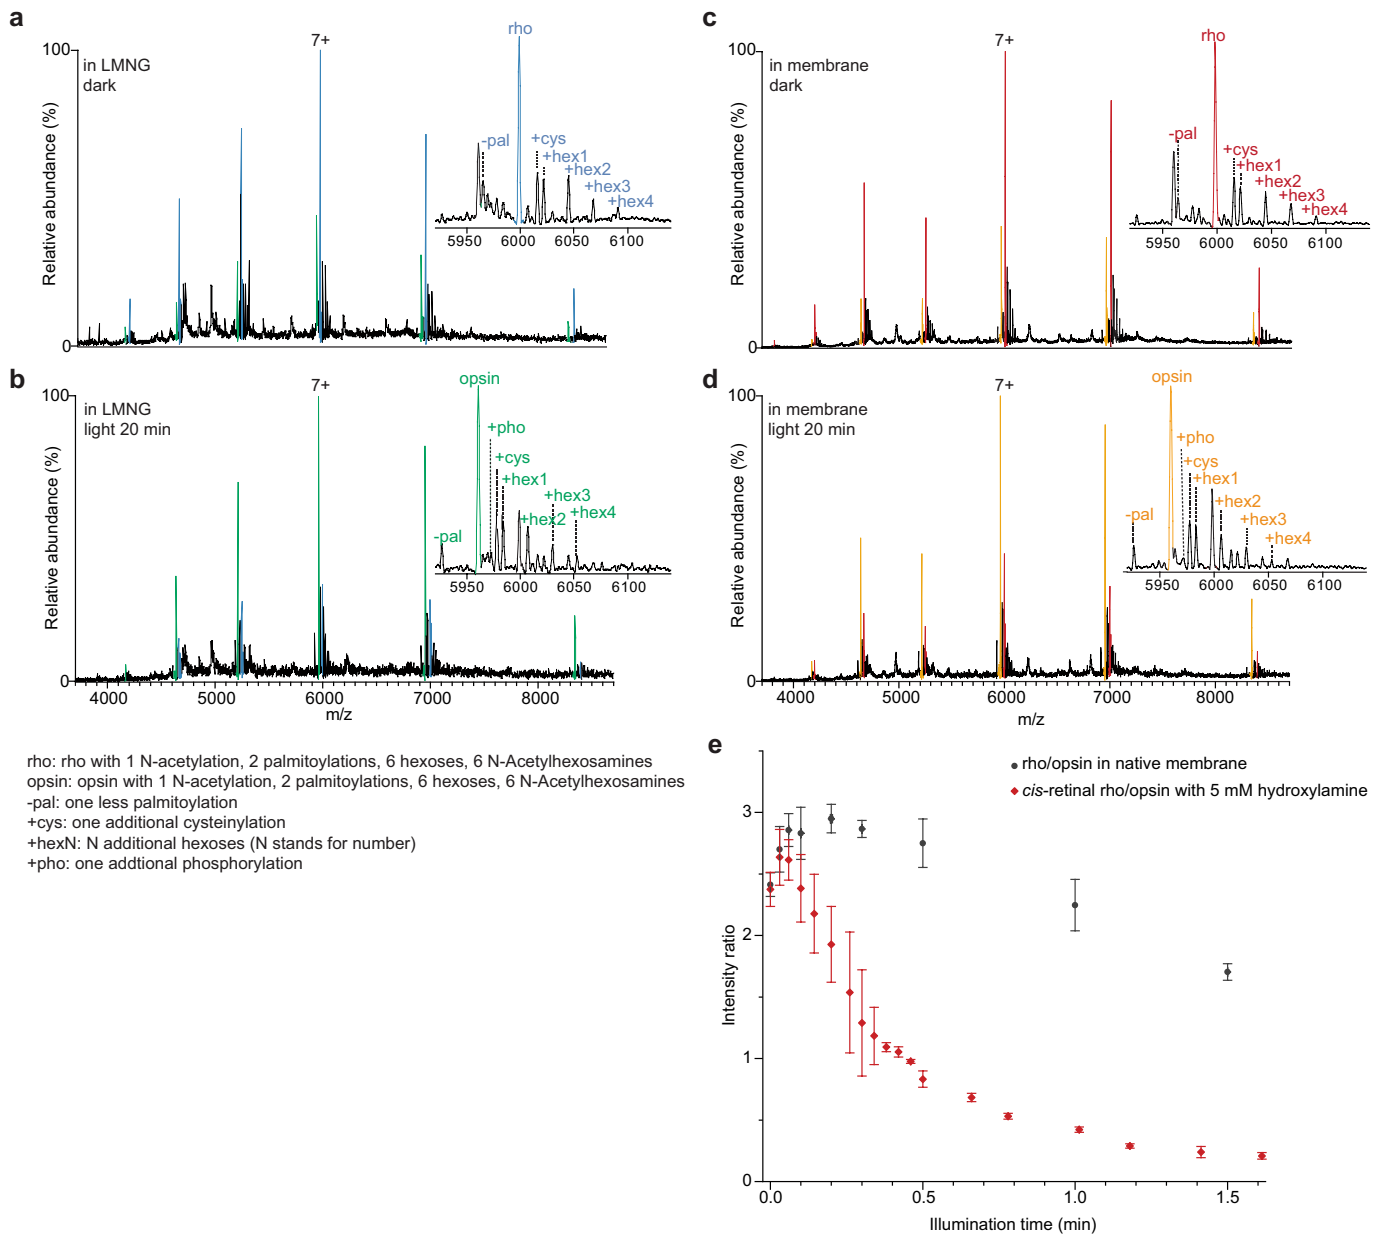 a
in LMNG
dark
7+
rho
-pal
+cys
+hex1
+hex2
+hex3
+hex4
5950 6000 6050 6100
100
0
Relative abundance (%)
b
in LMNG
light 20 min
7+
opsin
+pho
+cys
+hex1
+hex3
+hex2
+hex4
-pal
5950 6000 6050 6100
100
0
Relative abundance (%)
4000 5000 6000 7000 8000
m/z
c
in membrane
dark
7+
rho
-pal
+cys
+hex1
+hex2
+hex3
+hex4
5950 6000 6050 6100
100
0
Relative abundance (%)
d
in membrane
light 20 min
7+
opsin
+pho
+cys
+hex1
+hex2
-pal
+hex3
+hex4
5950 6000 6050 6100
100
0
Relative abundance (%)
4000 5000 6000 7000 8000
m/z
rho: rho with 1 N-acetylation, 2 palmitoylations, 6 hexoses, 6 N-Acetylhexosamines
opsin: opsin with 1 N-acetylation, 2 palmitoylations, 6 hexoses, 6 N-Acetylhexosamines
-pal: one less palmitoylation
+cys: one additional cysteinylation
+hexN: N additional hexoses (N stands for number)
+pho: one addtional phosphorylation
e
rho/opsin in native membrane
cis-retinal rho/opsin with 5 mM hydroxylamine
3
2
1
0
Intensity ratio
0.0 0.5 1.0 1.5
Illumination time (min)